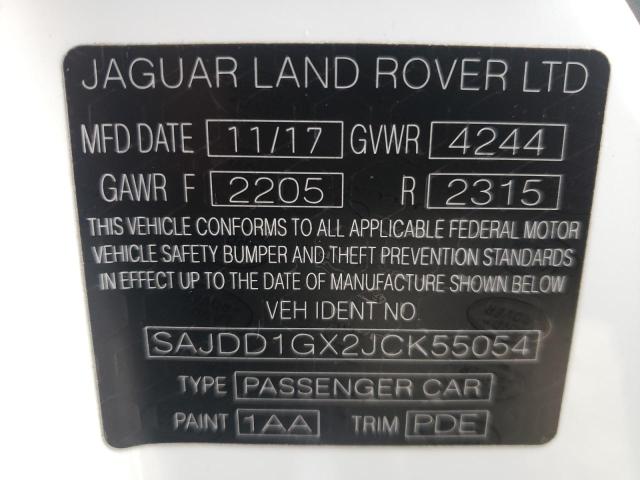 JAGUAR LAND ROVER LTD
MFD DATE 11/17 GVWR 4244
GAWR F 2205 R 2315
THIS VEHICLE CONFORMS TO ALL APPLICABLE FEDERAL MOTOR
VEHICLE SAFETY BUMPER AND THEFT PREVENTION STANDARDS
IN EFFECT UP TO THE DATE OF MANUFACTURE SHOWN BELOW
VEH IDENT NO.
SAJDD1GX2JCK55054
TYPE PASSENGER CAR
PAINT 1AA TRIM PDE